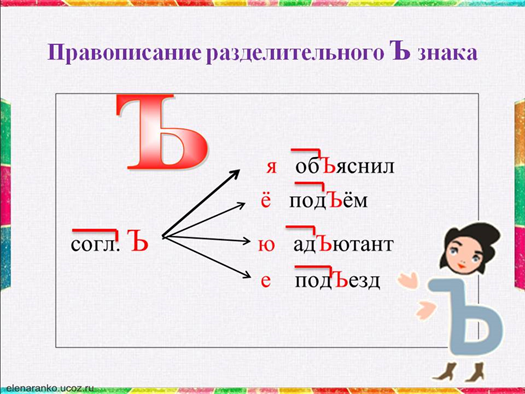 Правописание разделительного Ъ знака
Ъ
я обЪяснил
ё подЪём
согл. Ъ
ю адЪютант
е подЪезд
Ъ
elenaranko.ucoz.ru